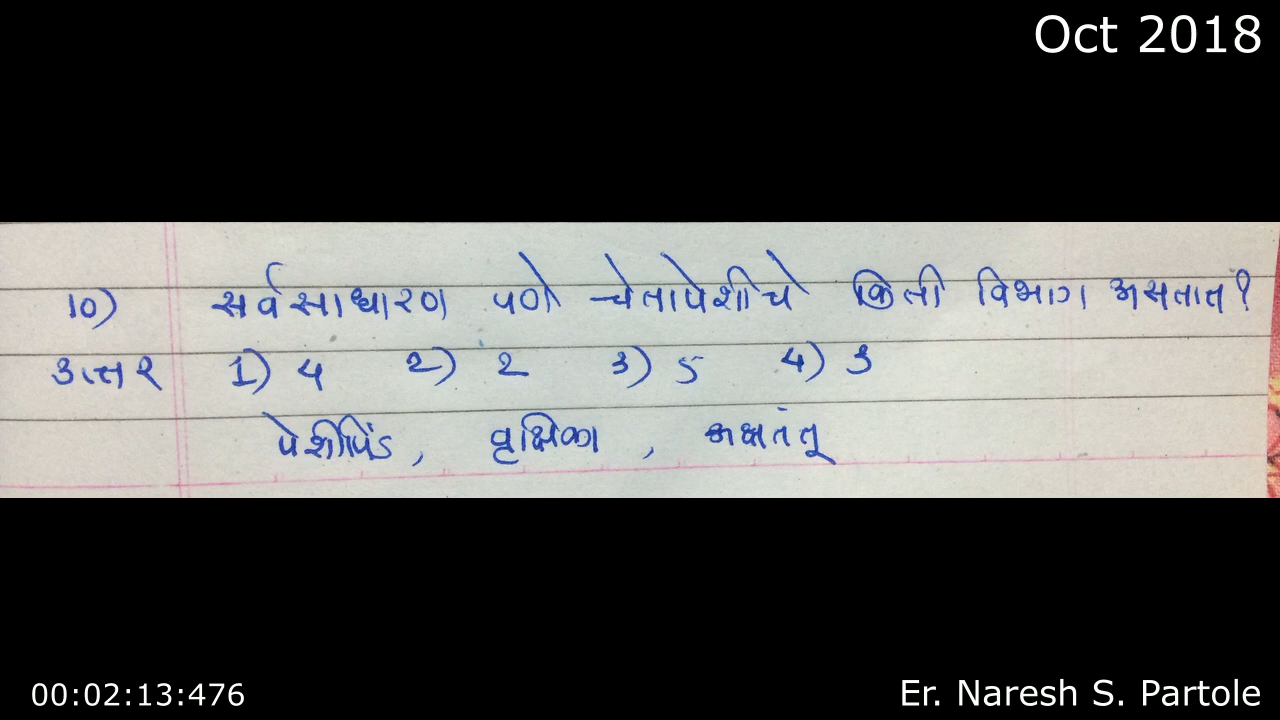 Oct 2018
10) सर्वसाधारण पणे चेतापेशीचे किती विभाग असतात?
उत्तर 1) 4 2) 2 3) 5 4) 3
पेशीपिंड, वृक्षिका, अक्षतंतू
00:02:13:476
Er. Naresh S. Partole